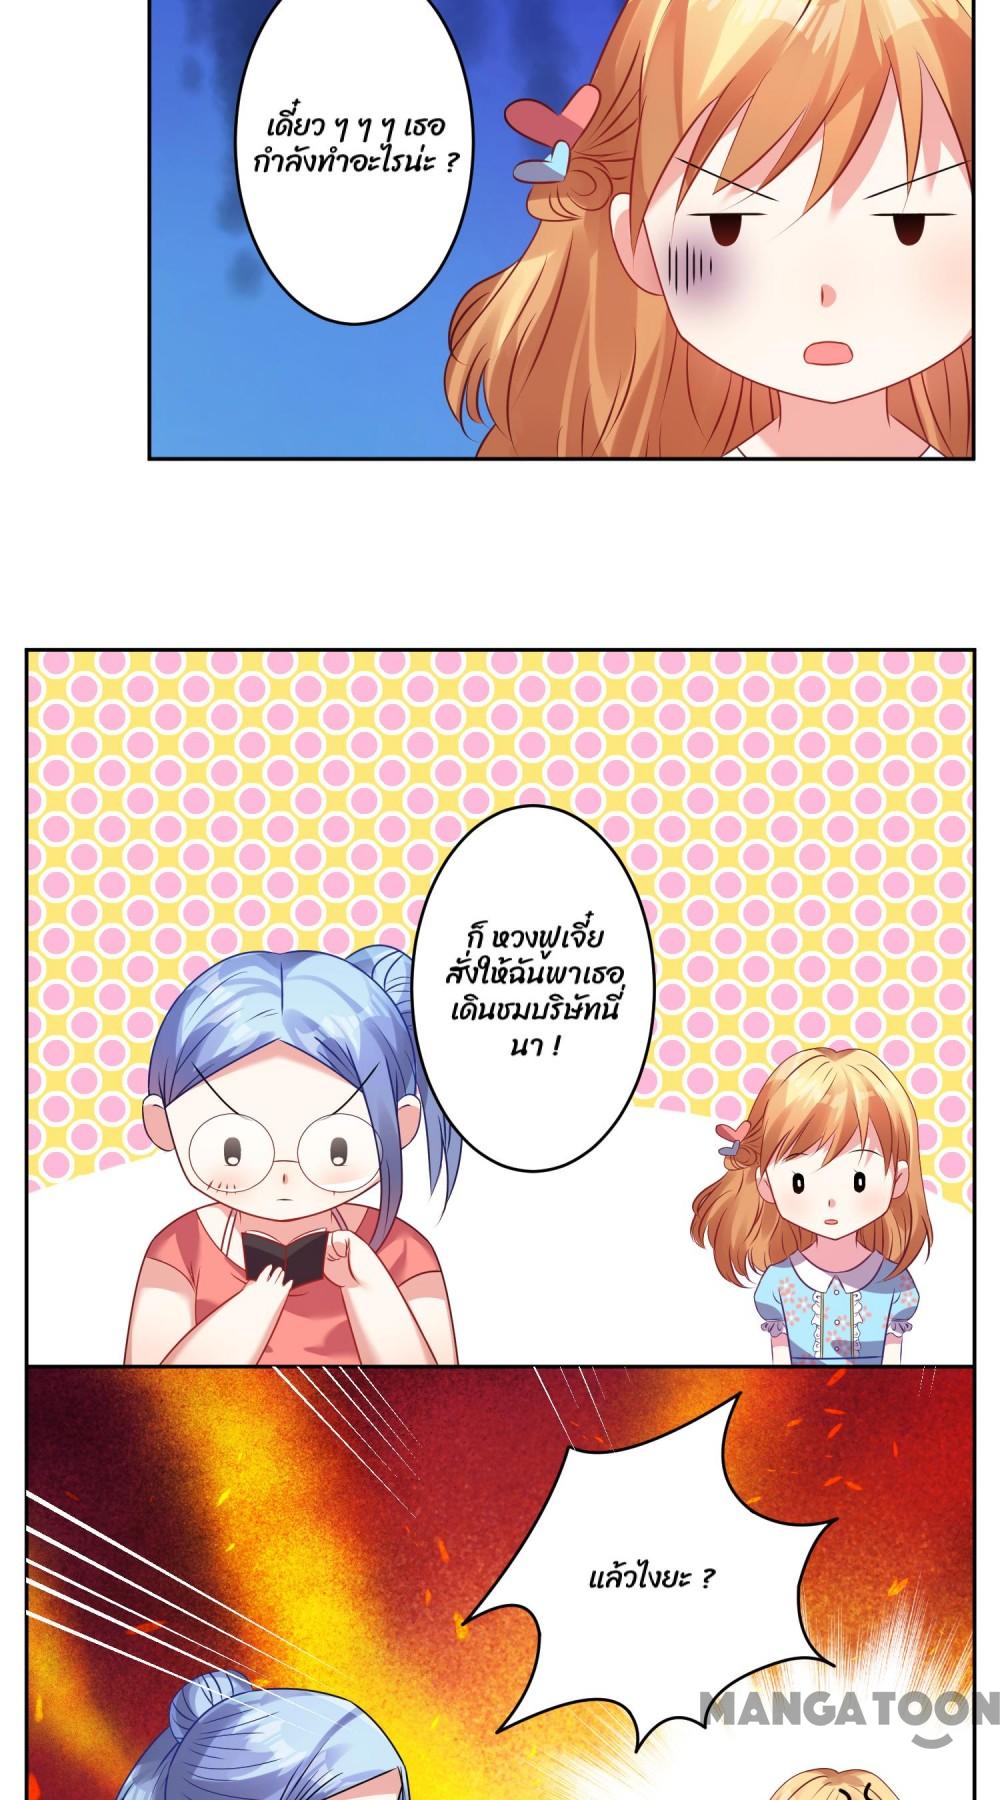 เดี๋ยว ๆ ๆ ๆ เธอ
กำลังทำอะไรน่ะ ?
ก็ หวงฟูเจี๋ย
สั่งให้ฉันพาเธอ
เดินชมบริษัทนี่
นา !
แล้วไงยะ ?
MANGATOON